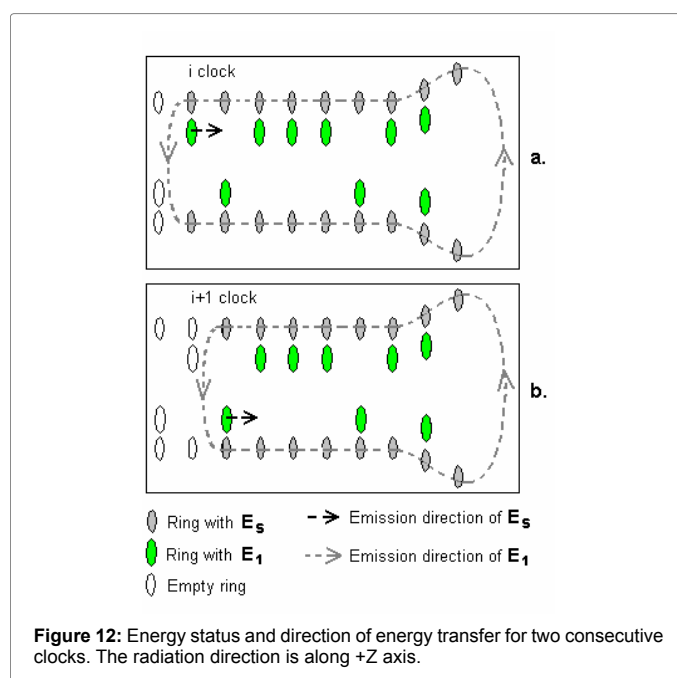 i clock
a.
i+1 clock
b.
Ring with Es
Emission direction of Es
Ring with E1
Emission direction of E1
Empty ring
Figure 12: Energy status and direction of energy transfer for two consecutive
clocks. The radiation direction is along +Z axis.